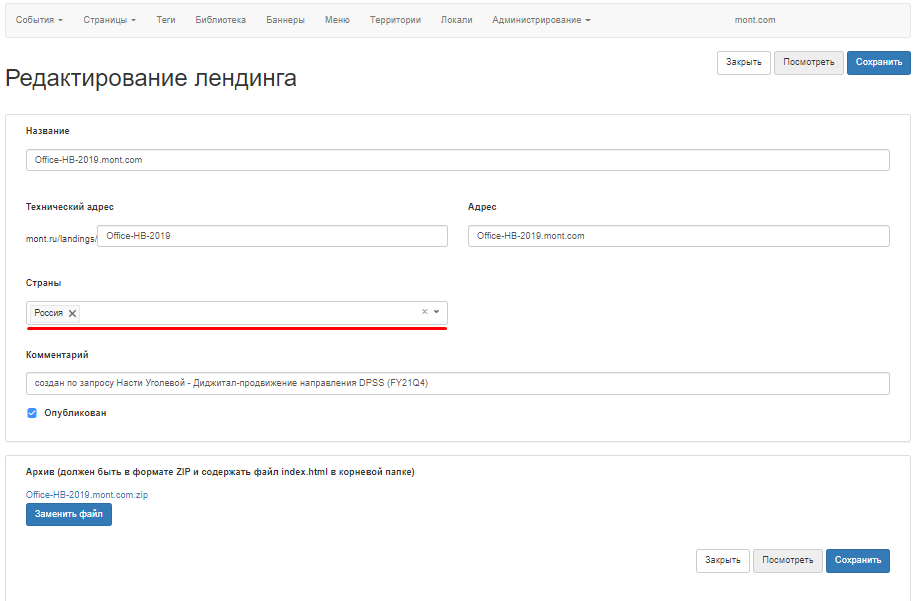 События Страницы Теги Библиотека Баннеры Меню Территории Локали Администрирование mont.com
Закрыть Посмотреть Сохранить
Редактирование лендинга
Название
Office-HB-2019.mont.com
Технический адрес Адрес
mont.ru/landings/ Office-HB-2019 Office-HB-2019.mont.com
Страны
Россия
Комментарий
создан по запросу Насти Уголевой - Диджитал-продвижение направления DPSS (FY21Q4)
Опубликован
Архив (должен быть в формате ZIP и содержать файл index.html в корневой папке)
Office-HB-2019.mont.com.zip
Заменить файл
Закрыть Посмотреть Сохранить